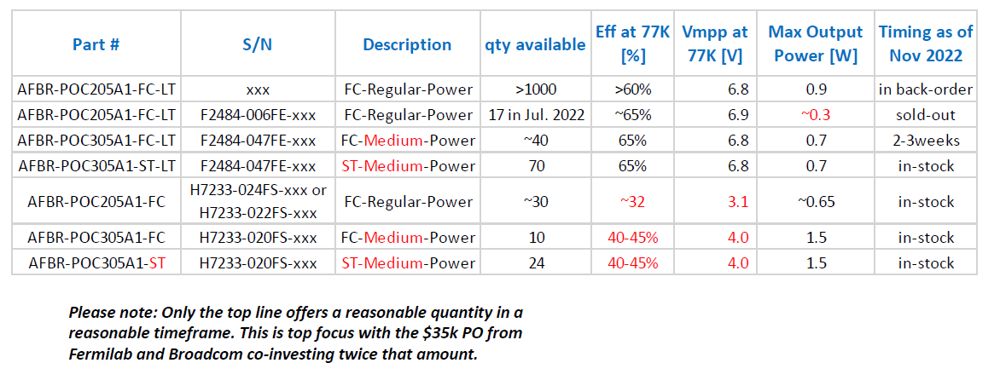 Part # S/N Description qty available Eff at 77K [%] Vmpp at 77K [V] Max Output Power [W] Timing as of Nov 2022
AFBR-POC205A1-FC-LT xxx FC-Regular-Power >1000 >60% 6.8 0.9 in back-order
AFBR-POC205A1-FC-LT F2484-006FE-xxx FC-Regular-Power 17 in Jul. 2022 ~65% 6.9 ~0.3 sold-out
AFBR-POC305A1-FC-LT F2484-047FE-xxx FC-Medium-Power ~40 65% 6.8 0.7 2-3weeks
AFBR-POC305A1-ST-LT F2484-047FE-xxx ST-Medium-Power 70 65% 6.8 0.7 in-stock
AFBR-POC205A1-FC H7233-024FS-xxx or H7233-022FS-xxx FC-Regular-Power ~30 ~32 3.1 ~0.65 in-stock
AFBR-POC305A1-FC H7233-020FS-xxx FC-Medium-Power 10 40-45% 4.0 1.5 in-stock
AFBR-POC305A1-ST H7233-020FS-xxx ST-Medium-Power 24 40-45% 4.0 1.5 in-stock
Please note: Only the top line offers a reasonable quantity in a
reasonable timeframe. This is top focus with the $35k PO from
Fermilab and Broadcom co-investing twice that amount.